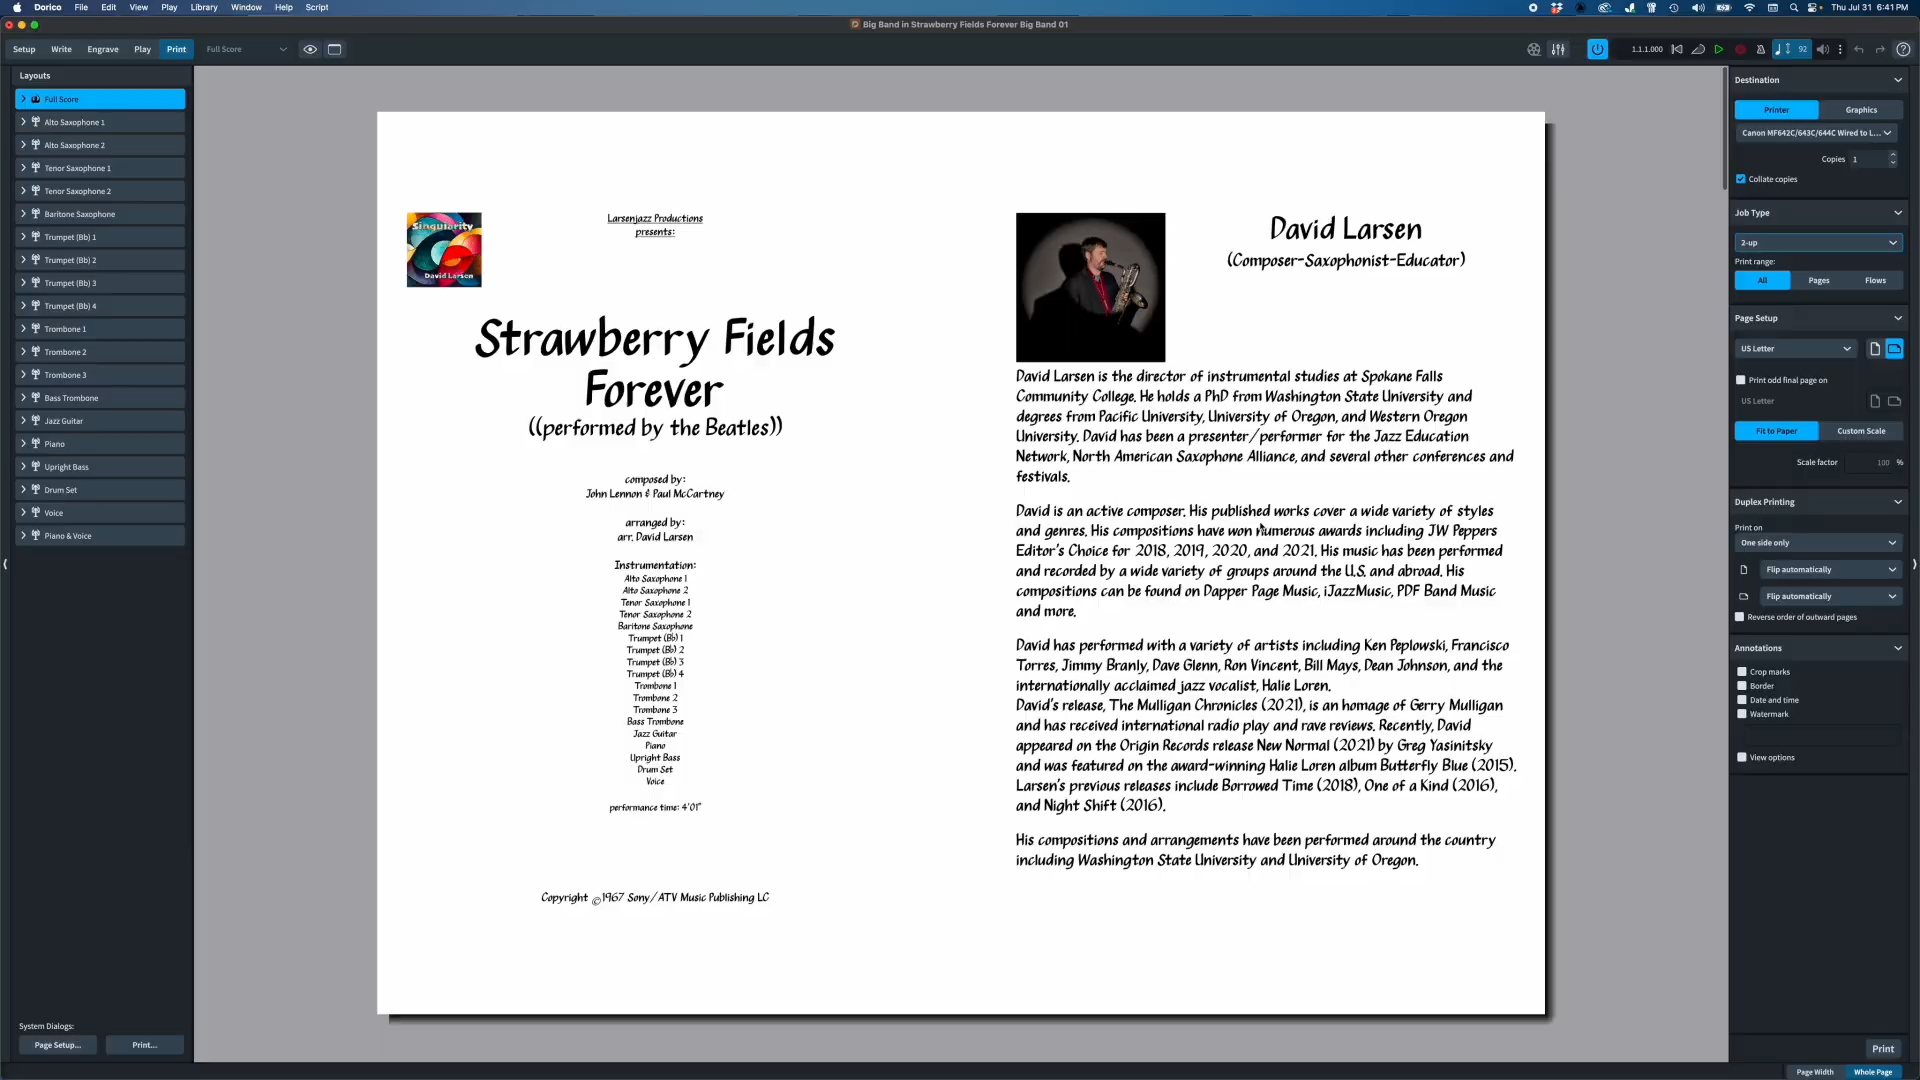 Dorico File Edit View Play Library Window Help Script
Thu Jul 31 6:41 PM
Big Band in Strawberry Fields Forever Big Band 01
Setup Write Engrave Play Print Full Score
1.1.1.000
92
Layouts
Full Score
Alto Saxophone 1
Alto Saxophone 2
Tenor Saxophone 1
Tenor Saxophone 2
Baritone Saxophone
Trumpet (Bb) 1
Trumpet (Bb) 2
Trumpet (Bb) 3
Trumpet (Bb) 4
Trombone 1
Trombone 2
Trombone 3
Bass Trombone
Jazz Guitar
Piano
Upright Bass
Drum Set
Voice
Piano & Voice
System Dialogs:
Page Setup...
Print...
Singularity
David Larsen
Larsenjazz Productions
presents:
Strawberry Fields
Forever
((performed by the Beatles))
composed by:
John Lennon & Paul McCartney
arranged by:
arr. David Larsen
Instrumentation:
Alto Saxophone 1
Alto Saxophone 2
Tenor Saxophone 1
Tenor Saxophone 2
Baritone Saxophone
Trumpet (Bb) 1
Trumpet (Bb) 2
Trumpet (Bb) 3
Trumpet (Bb) 4
Trombone 1
Trombone 2
Trombone 3
Bass Trombone
Jazz Guitar
Piano
Upright Bass
Drum Set
Voice
performance time: 4'01"
Copyright ©1967 Sony/ATV Music Publishing LC
David Larsen
(Composer-Saxophonist-Educator)
David Larsen is the director of instrumental studies at Spokane Falls
Community College. He holds a PhD from Washington State University and
degrees from Pacific University, University of Oregon, and Western Oregon
University. David has been a presenter/performer for the Jazz Education
Network, North American Saxophone Alliance, and several other conferences and
festivals.
David is an active composer. His published works cover a wide variety of styles
and genres. His compositions have won numerous awards including JW Peppers
Editor's Choice for 2018, 2019, 2020, and 2021. His music has been performed
and recorded by a wide variety of groups around the U.S. and abroad. His
compositions can be found on Dapper Page Music, iJazzMusic, PDF Band Music
and more.
David has performed with a variety of artists including Ken Peplowski, Francisco
Torres, Jimmy Branly, Dave Glenn, Ron Vincent, Bill Mays, Dean Johnson, and the
internationally acclaimed jazz vocalist, Halie Loren.
David's release, The Mulligan Chronicles (2021), is an homage of Gerry Mulligan
and has received international radio play and rave reviews. Recently, David
appeared on the Origin Records release New Normal (2021) by Greg Yasinitsky
and was featured on the award-winning Halie Loren album Butterfly Blue (2015).
Larsen's previous releases include Borrowed Time (2018), One of a Kind (2016),
and Night Shift (2016).
His compositions and arrangements have been performed around the country
including Washington State University and University of Oregon.
Destination
Printer Graphics
Canon MF642C/643C/644C Wired to L...
Copies 1
Collate copies
Job Type
2-up
Print range:
All Pages Flows
Page Setup
US Letter
Print odd final page on
US Letter
Fit to Paper Custom Scale
Scale factor 100 %
Duplex Printing
Print on
One side only
Flip automatically
Flip automatically
Reverse order of outward pages
Annotations
Crop marks
Border
Date and time
Watermark
View options
Print
Page Width Whole Page